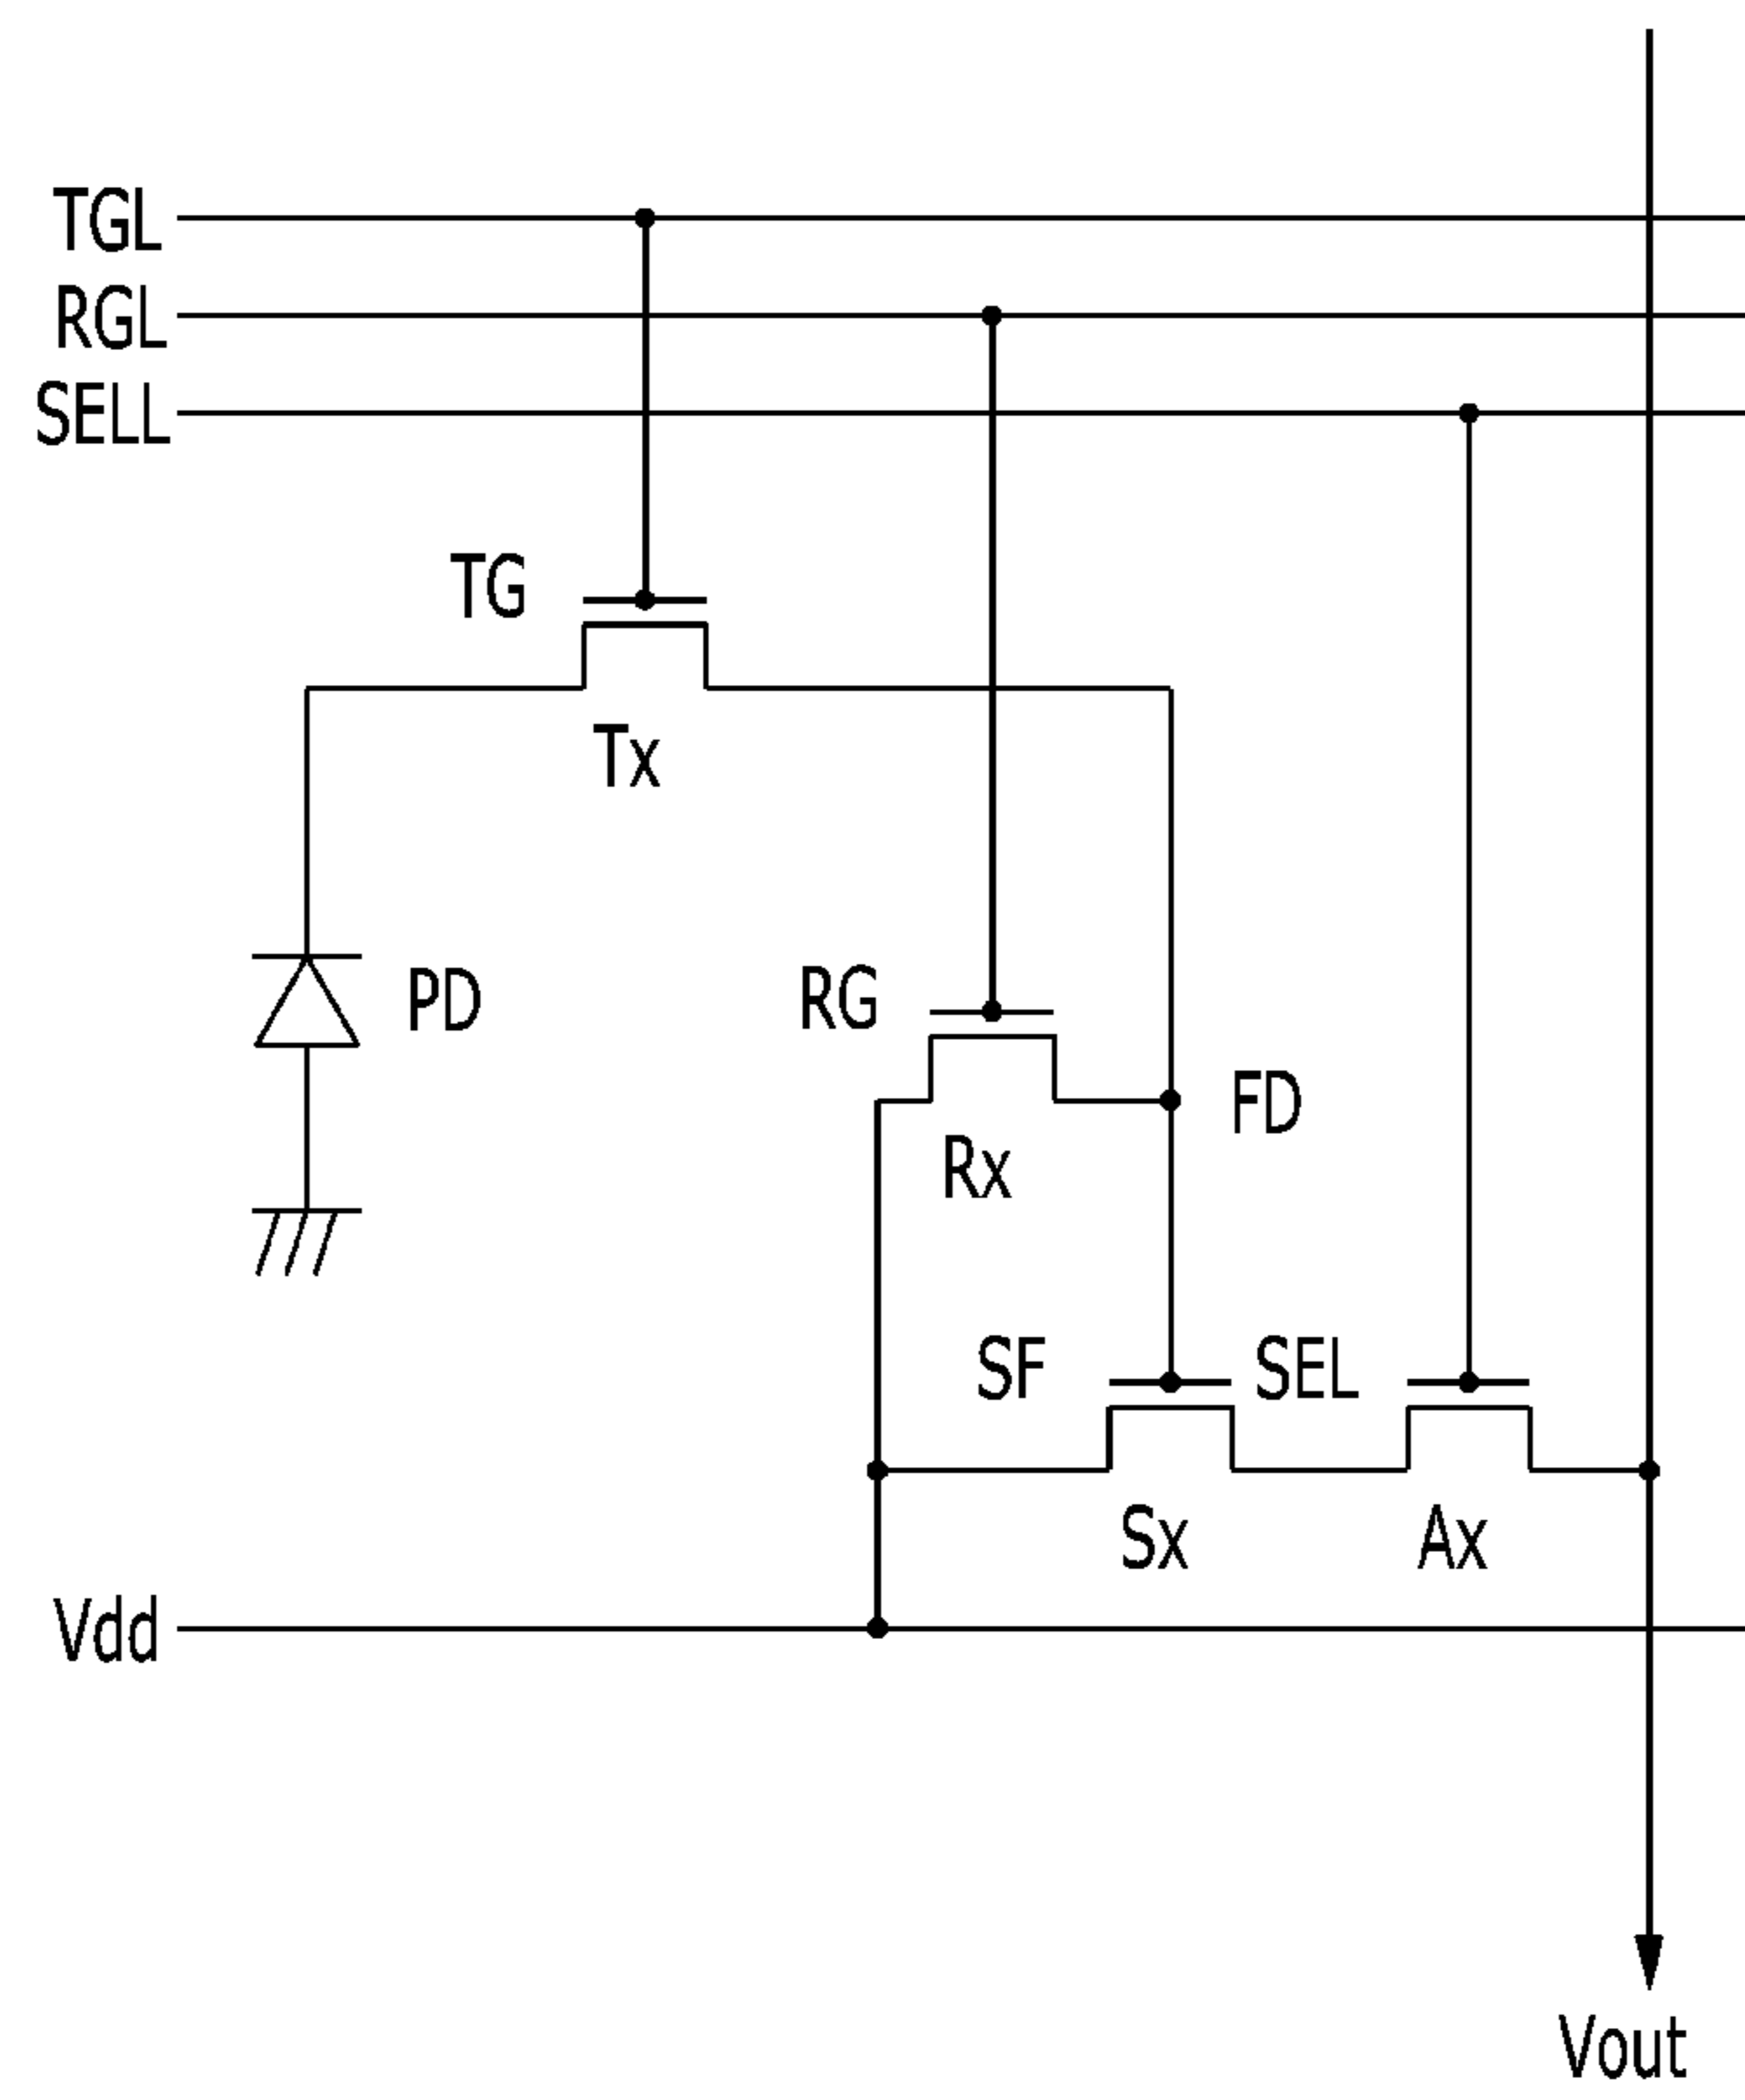 TGL
RGL
SELL
TG
Tx
PD
RG
FD
Rx
SF
SEL
Sx
Ax
Vdd
Vout